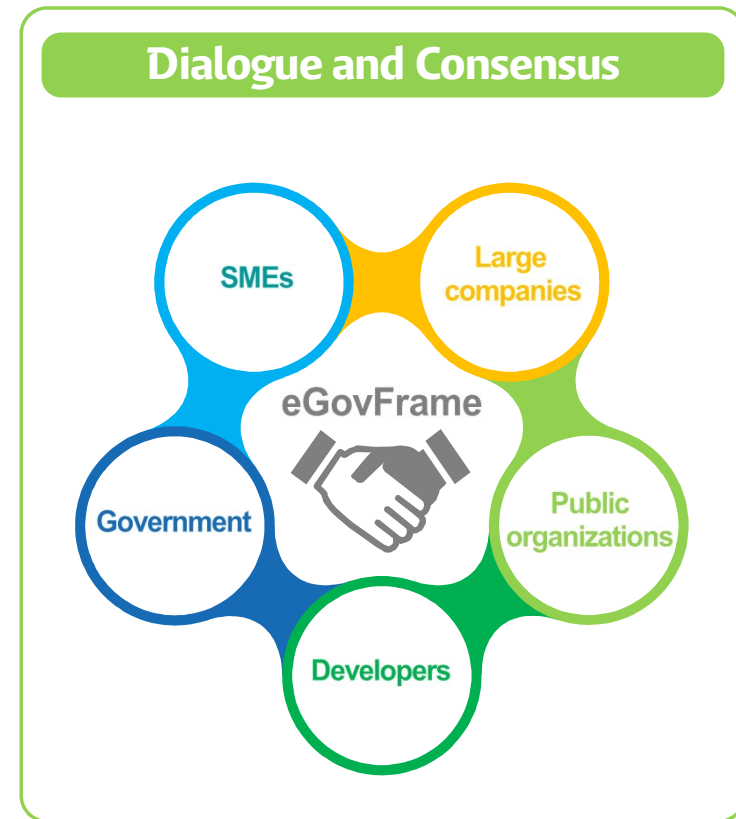 Dialogue and Consensus
SMEs
Large
companies
eGovFrame
Government
Public
organizations
Developers